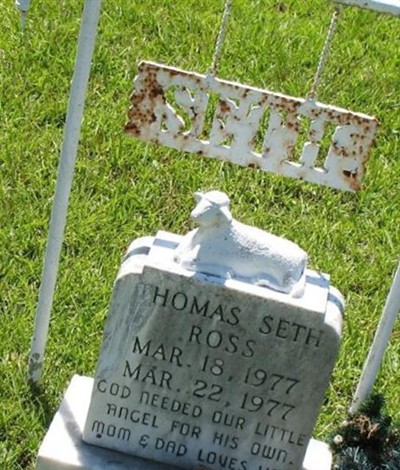 THOMAS SETH
ROSS
MAR. 18, 1977
MAR. 22, 1977
GOD NEEDED OUR LITTLE
ANGEL FOR HIS OWN.
MOM & DAD LOVES